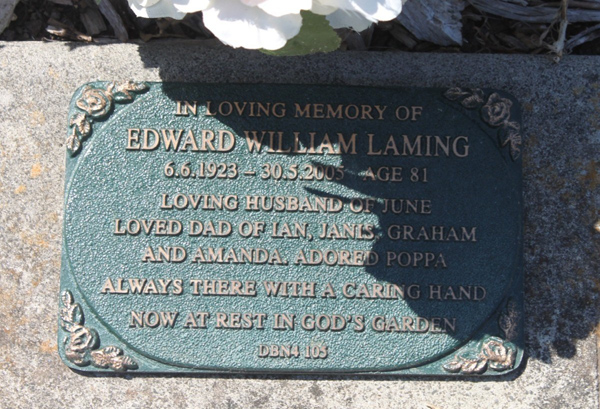 IN LOVING MEMORY OF
EDWARD WILLIAM LAMING
6.6.1923 – 30.5.2005 AGE 81
LOVING HUSBAND OF JUNE
LOVED DAD OF IAN, JANIS, GRAHAM
AND AMANDA. ADORED POPPA
ALWAYS THERE WITH A CARING HAND
NOW AT REST IN GOD'S GARDEN
DBN4 105